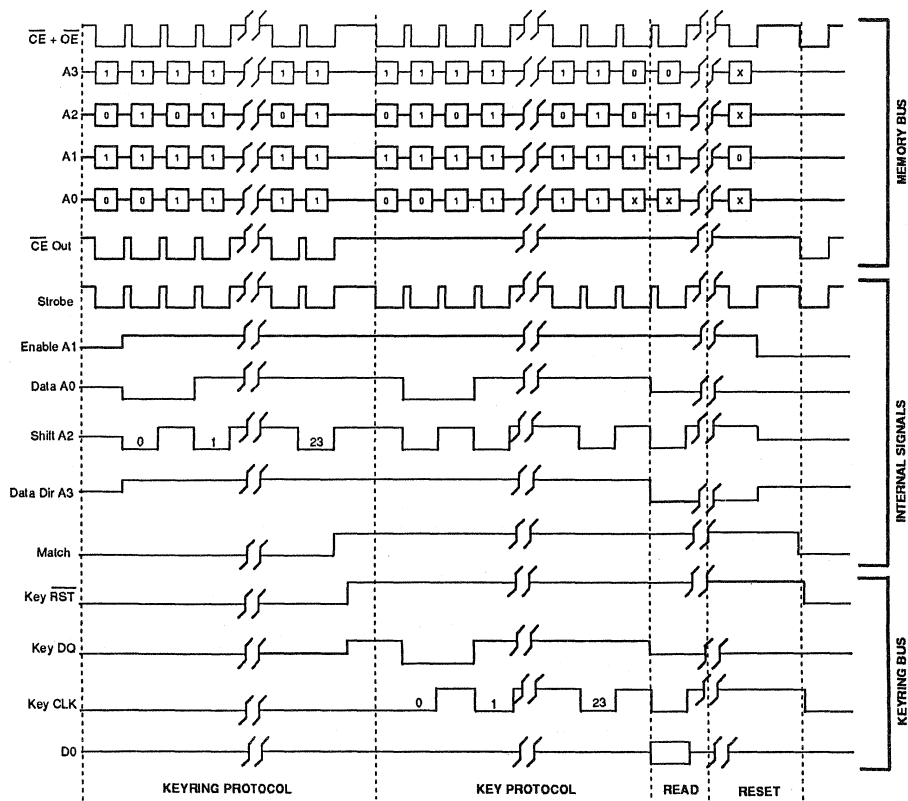 CE + OE
A3 1 1 1 1 1 1 1 1 1 1 1 1 0 0 X
A2 0 1 0 1 0 1 0 1 0 1 0 1 0 1 X
A1 1 1 1 1 1 1 1 1 1 1 1 1 1 1 0
A0 0 0 1 1 1 1 0 0 1 1 1 1 X X X
CE Out
Strobe
Enable A1
Data A0
Shift A2 0 1 23
Data Dir A3
Match
Key RST
Key DQ
Key CLK 0 1 23
D0
KEYRING PROTOCOL KEY PROTOCOL READ RESET
MEMORY BUS
INTERNAL SIGNALS
KEYRING BUS